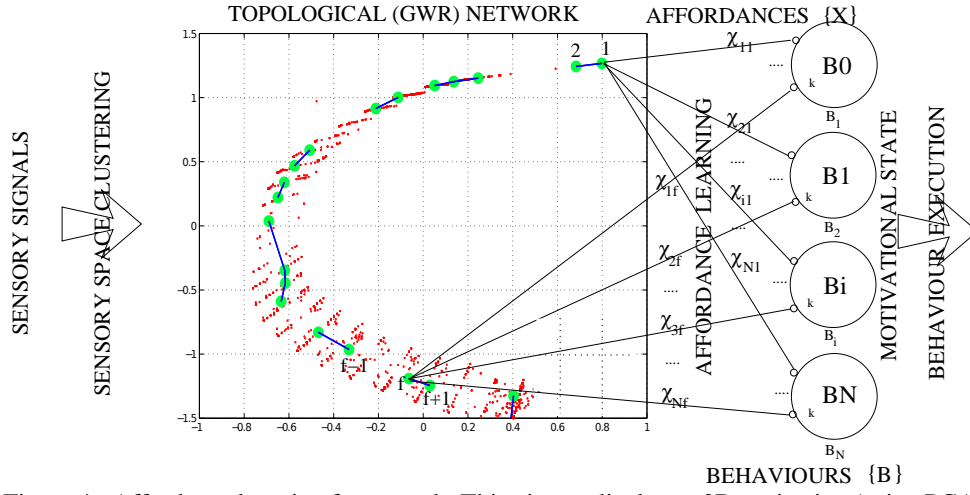 TOPOLOGICAL (GWR) NETWORK
AFFORDANCES {X}
SENSORY SIGNALS
SENSORY SPACE CLUSTERING
1.5
1
0.5
0
−0.5
−1
−1.5
−1
−0.8
−0.6
−0.4
−0.2
0
0.2
0.4
0.6
0.8
1
2
1
f−1
f
f+1
χ11
....
χ21
....
χi1
....
χN1
χ1f
χ2f
....
χ3f
....
χNf
AFFORDANCE LEARNING
....
B0
k
B1
....
B1
k
B2
....
Bi
k
Bi
....
BN
k
BN
MOTIVATIONAL STATE
BEHAVIOUR EXECUTION
BEHAVIOURS {B}